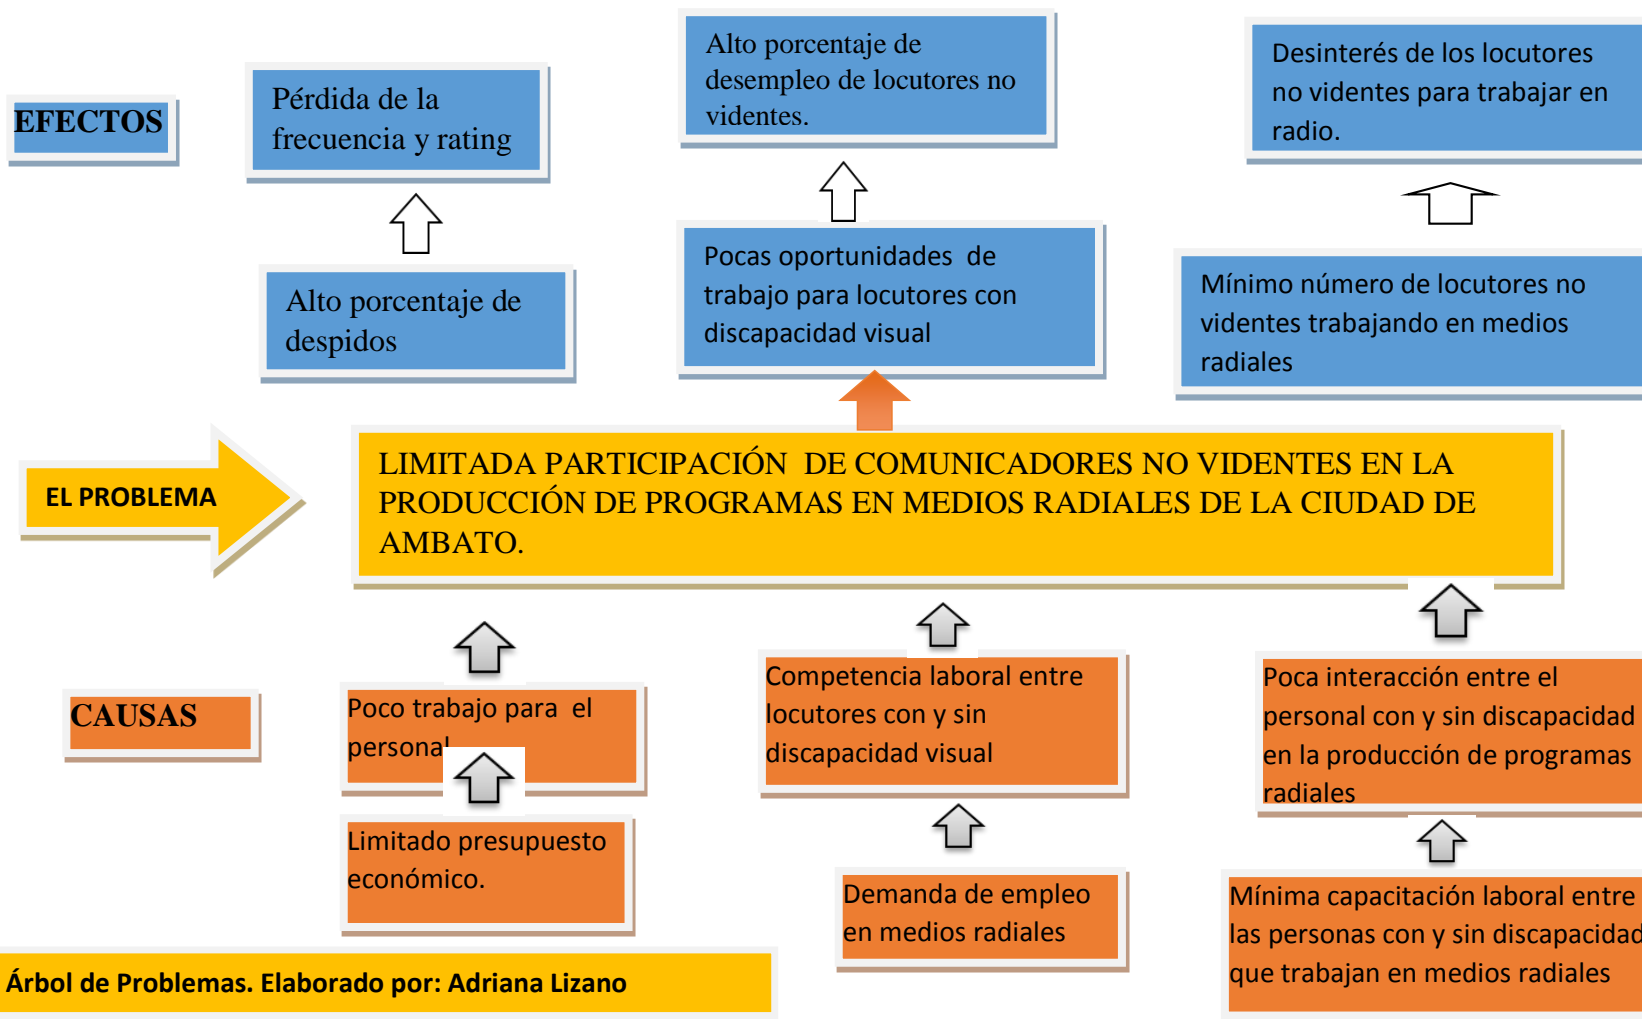 EFECTOS
Pérdida de la
frecuencia y rating
Alto porcentaje de
desempleo de locutores no
videntes.
Desinterés de los locutores
no videntes para trabajar en
radio.
Alto porcentaje de
despidos
Pocas oportunidades de
trabajo para locutores con
discapacidad visual
Mínimo número de locutores no
videntes trabajando en medios
radiales
EL PROBLEMA
LIMITADA PARTICIPACIÓN DE COMUNICADORES NO VIDENTES EN LA
PRODUCCIÓN DE PROGRAMAS EN MEDIOS RADIALES DE LA CIUDAD DE
AMBATO.
CAUSAS
Poco trabajo para el
personal
Competencia laboral entre
locutores con y sin
discapacidad visual
Poca interacción entre el
personal con y sin discapacidad
en la producción de programas
radiales
Limitado presupuesto
económico.
Demanda de empleo
en medios radiales
Mínima capacitación laboral entre
las personas con y sin discapacidad
que trabajan en medios radiales
Árbol de Problemas. Elaborado por: Adriana Lizano